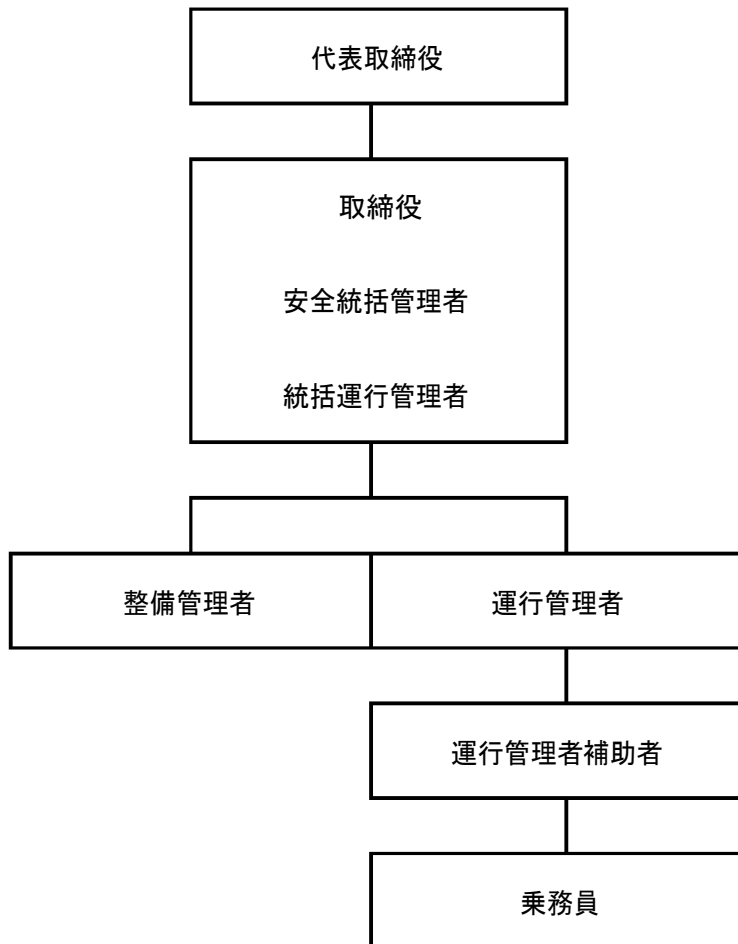 代表取締役
取締役
安全統括管理者
統括運行管理者
整備管理者
運行管理者
運行管理者補助者
乗務員